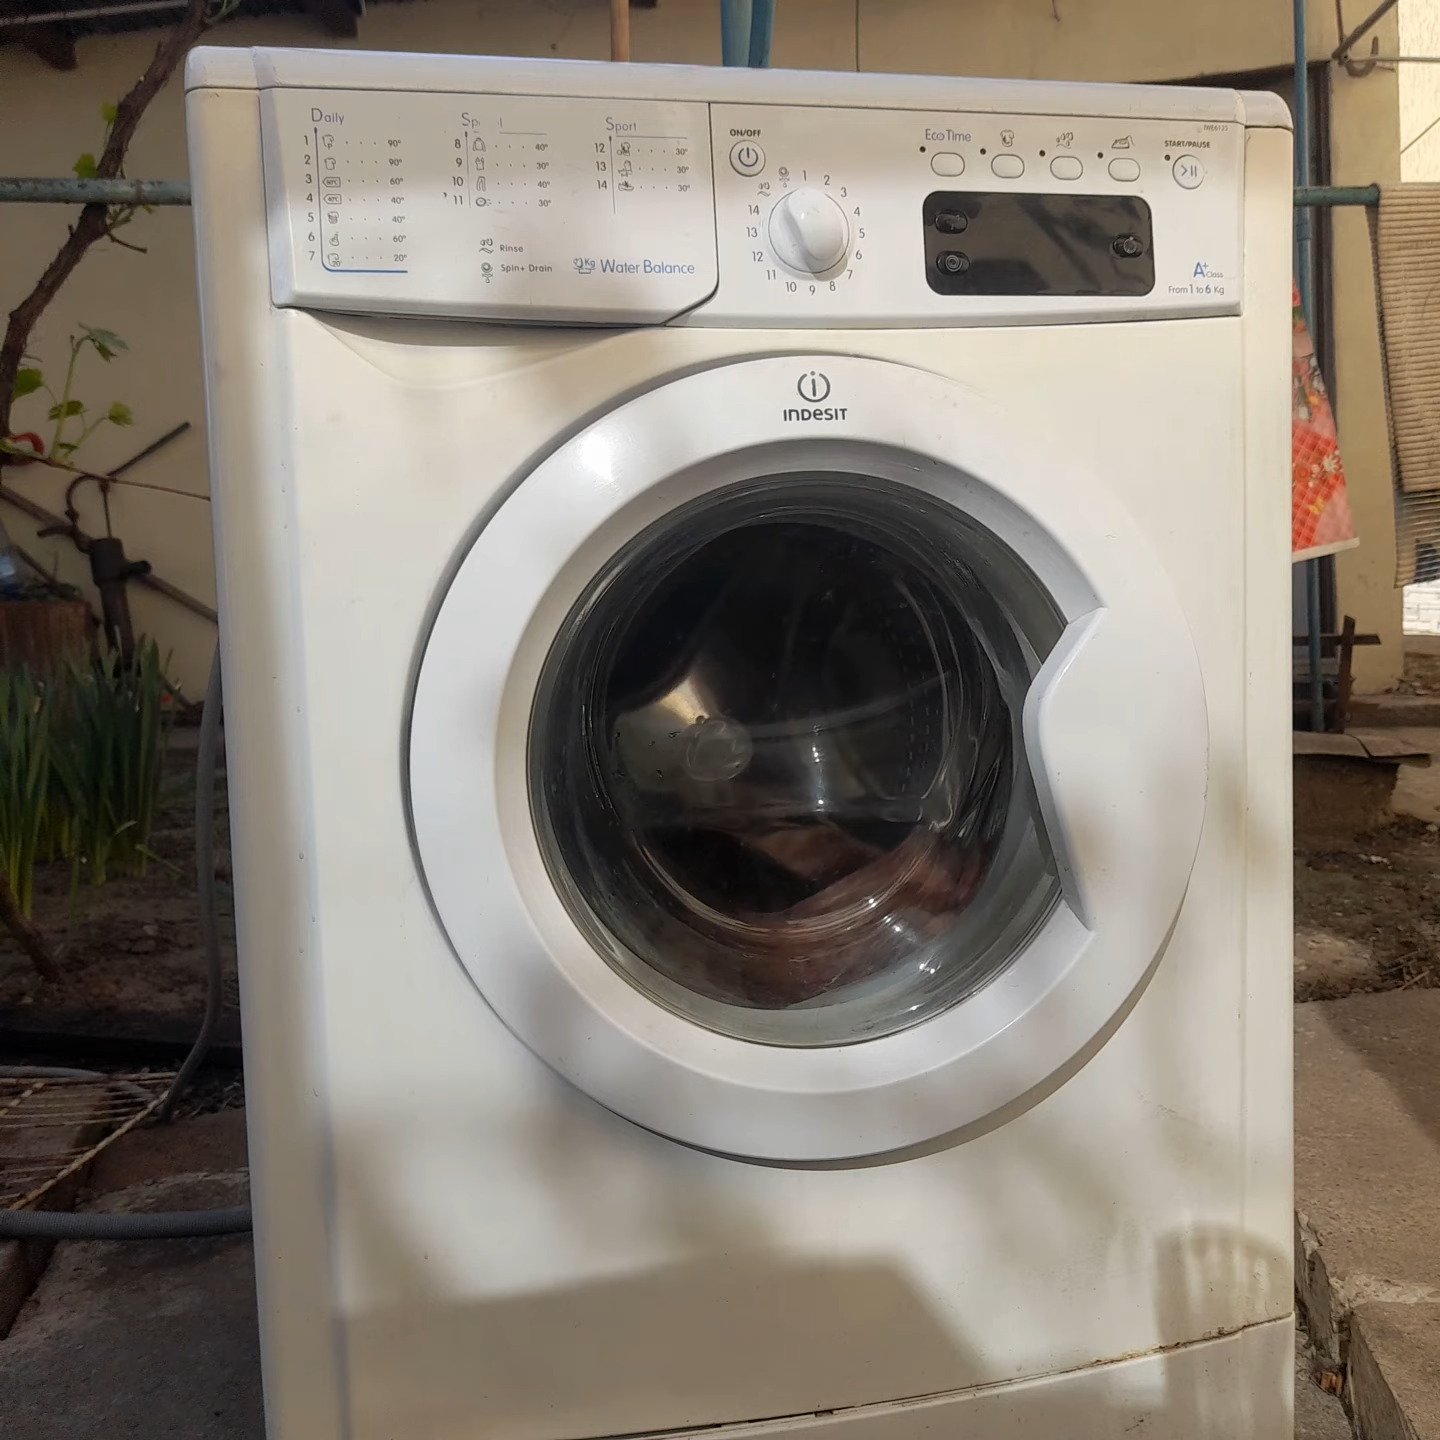 Daily
1 90°
2 90°
3 60°
4 40°
5 40°
6 60°
7 20 20°
8 40°
9 30°
10 40°
11 30°
Rinse
Spin+ Drain
Sport
12 30°
13 30°
14 30°
Kg Water Balance
ON/OFF
1
2
3
4
5
6
7
8
9
10
11
12
13
14
Eco Time
START/PAUSE
A+ Class
From 1 to 6 Kg
INDESIT